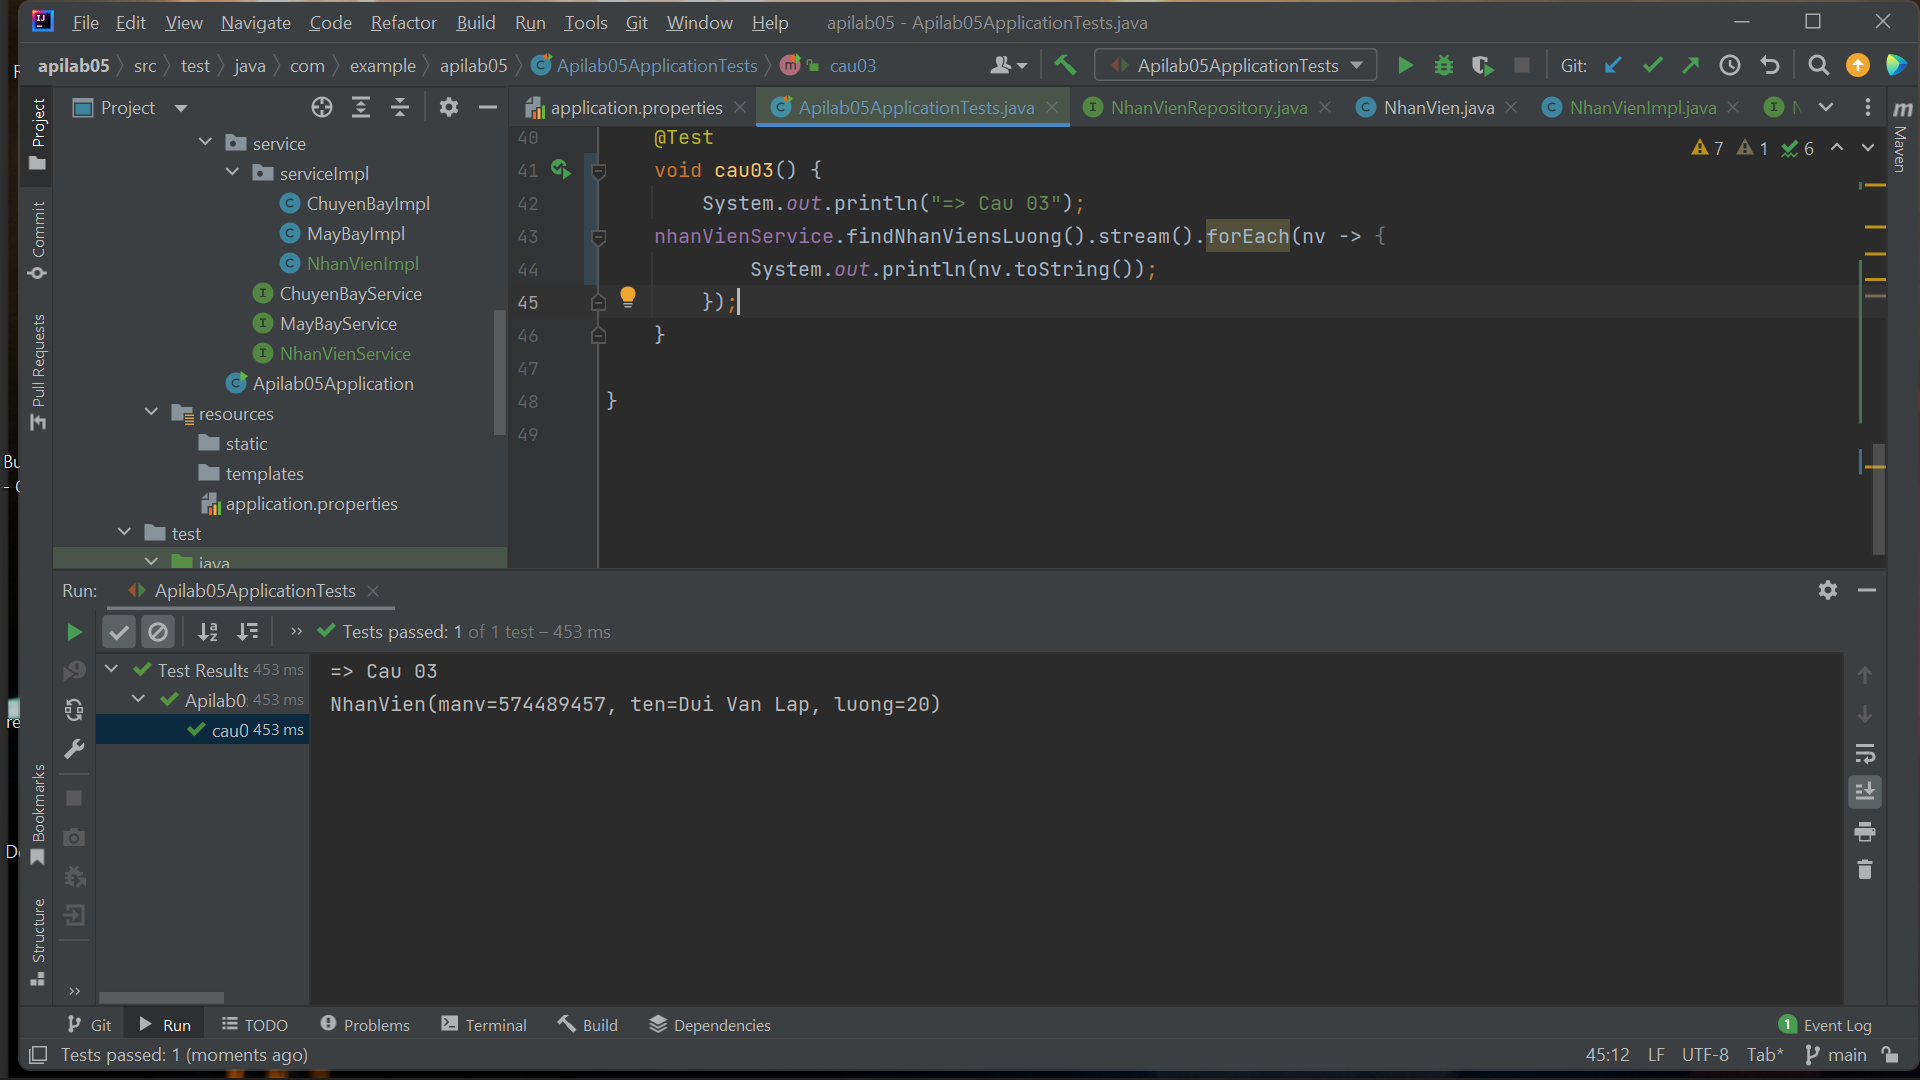 File Edit View Navigate Code Refactor Build Run Tools Git Window Help apilab05 - Apilab05ApplicationTests.java
apilab05 src test java com example apilab05 Apilab05ApplicationTests m cau03 Apilab05ApplicationTests Git:
Project
application.properties Apilab05ApplicationTests.java NhanVienRepository.java NhanVien.java NhanVienImpl.java
Project
Commit
Pull Requests
Bookmarks
Structure
m Maven
service
serviceImpl
C ChuyenBayImpl
C MayBayImpl
C NhanVienImpl
I ChuyenBayService
I MayBayService
I NhanVienService
C Apilab05Application
resources
static
templates
application.properties
test
java
7 1 6
40 @Test
41 void cau03() {
42 System.out.println("=> Cau 03");
43 nhanVienService.findNhanViensLuong().stream().forEach(nv -> {
44 System.out.println(nv.toString());
45 });
46 }
47
48 }
49
Run: Apilab05ApplicationTests
Tests passed: 1 of 1 test – 453 ms
Test Results 453 ms
Apilab0 453 ms
cau0 453 ms
=> Cau 03
NhanVien(manv=574489457, ten=Dui Van Lap, luong=20)
Git Run TODO Problems Terminal Build Dependencies 1 Event Log
Tests passed: 1 (moments ago) 45:12 LF UTF-8 Tab* main